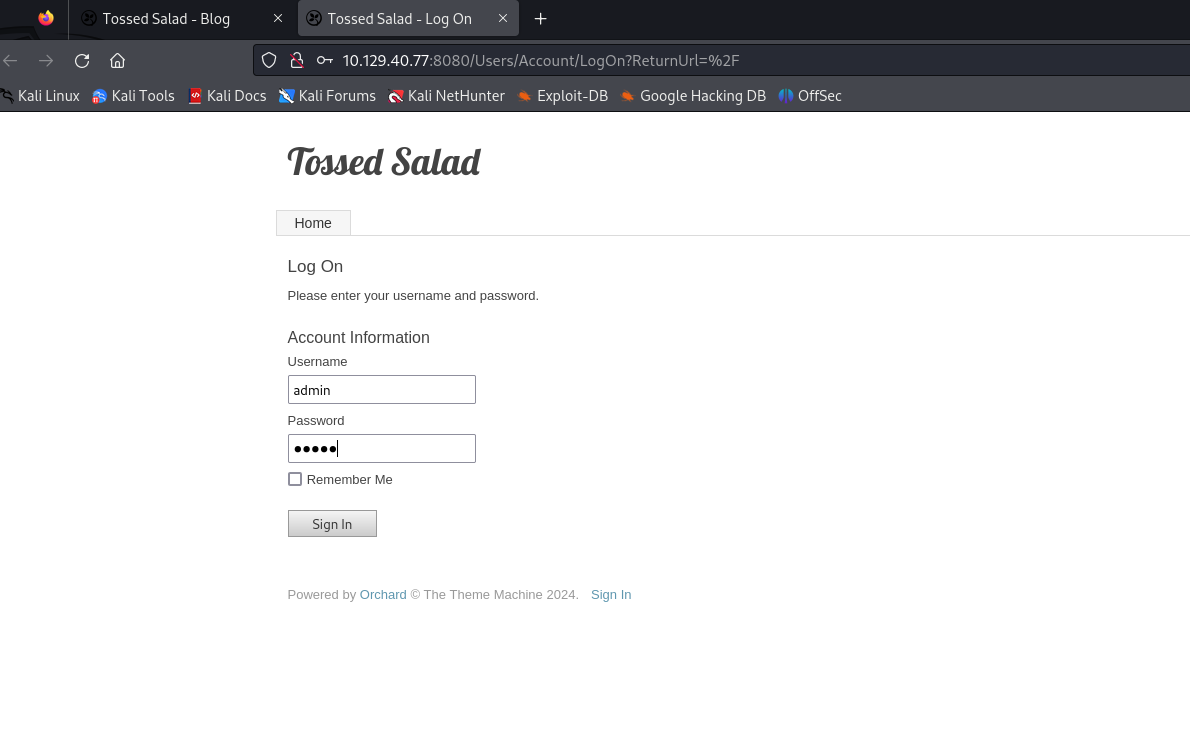 Tossed Salad - Blog
Tossed Salad - Log On
10.129.40.77:8080/Users/Account/LogOn?ReturnUrl=%2F
Kali Linux Kali Tools Kali Docs Kali Forums Kali NetHunter Exploit-DB Google Hacking DB OffSec
Tossed Salad
Home
Log On
Please enter your username and password.
Account Information
Username
admin
Password
•••••
Remember Me
Sign In
Powered by Orchard © The Theme Machine 2024. Sign In